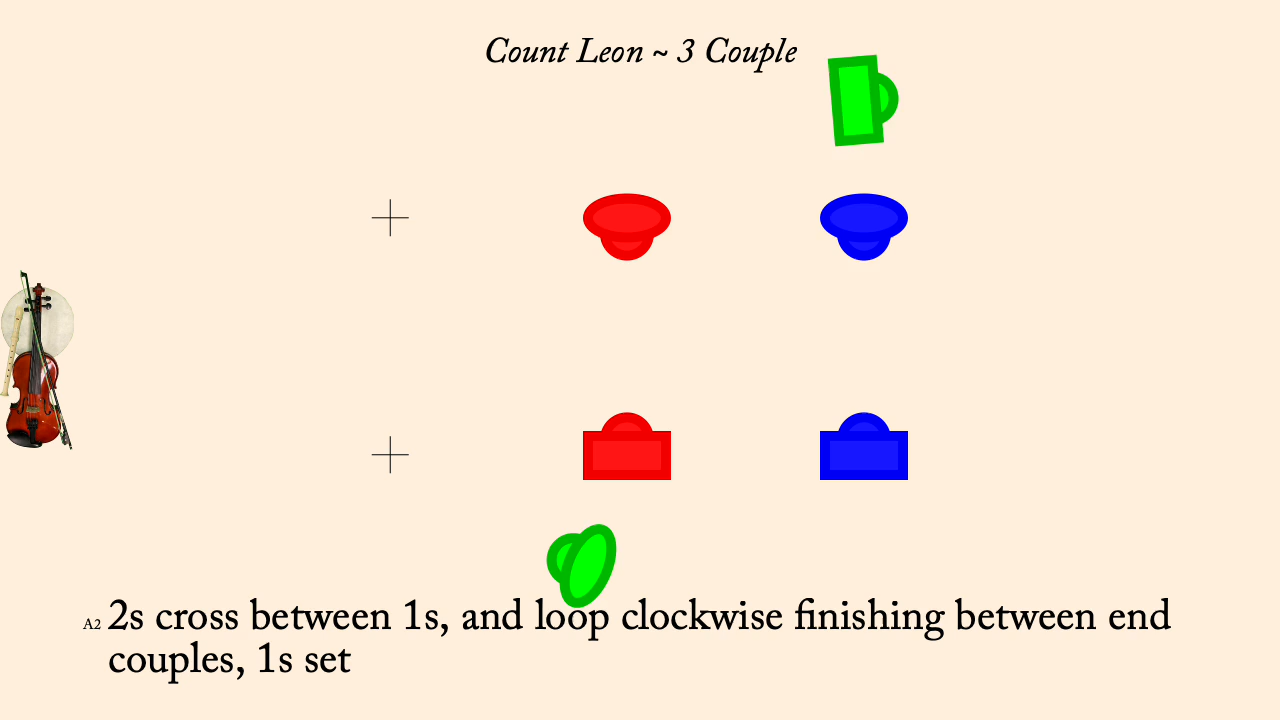 Count Leon ~ 3 Couple
A2 2s cross between 1s, and loop clockwise finishing between end
couples, 1s set